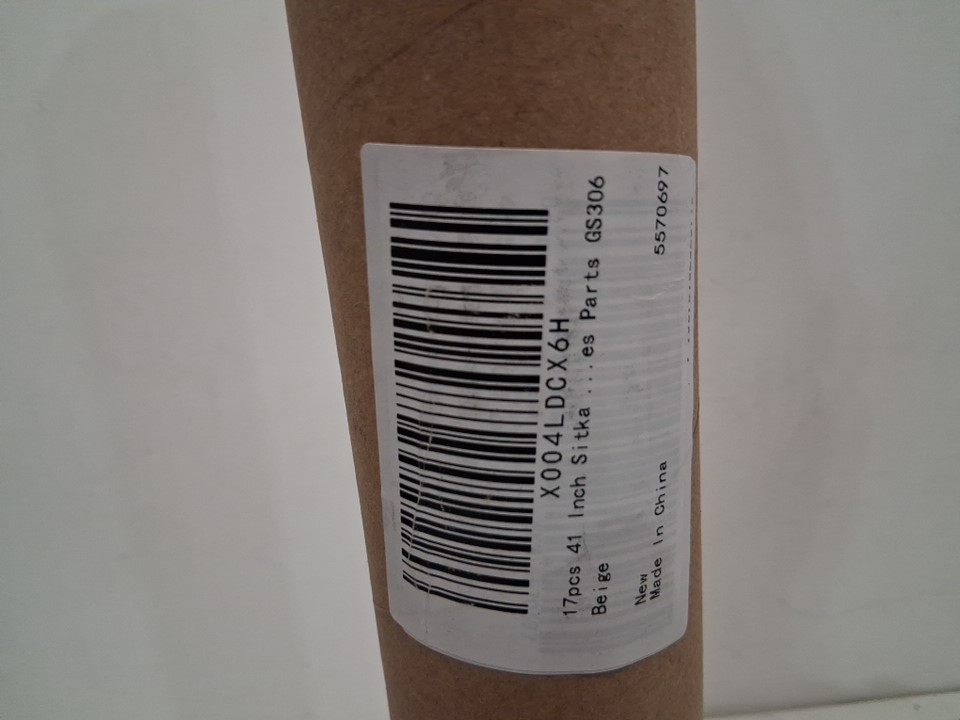 X004LDCX6H
17pcs 41 Inch Sitka ...es Parts GS306
Beige
New
Made In China 5570697